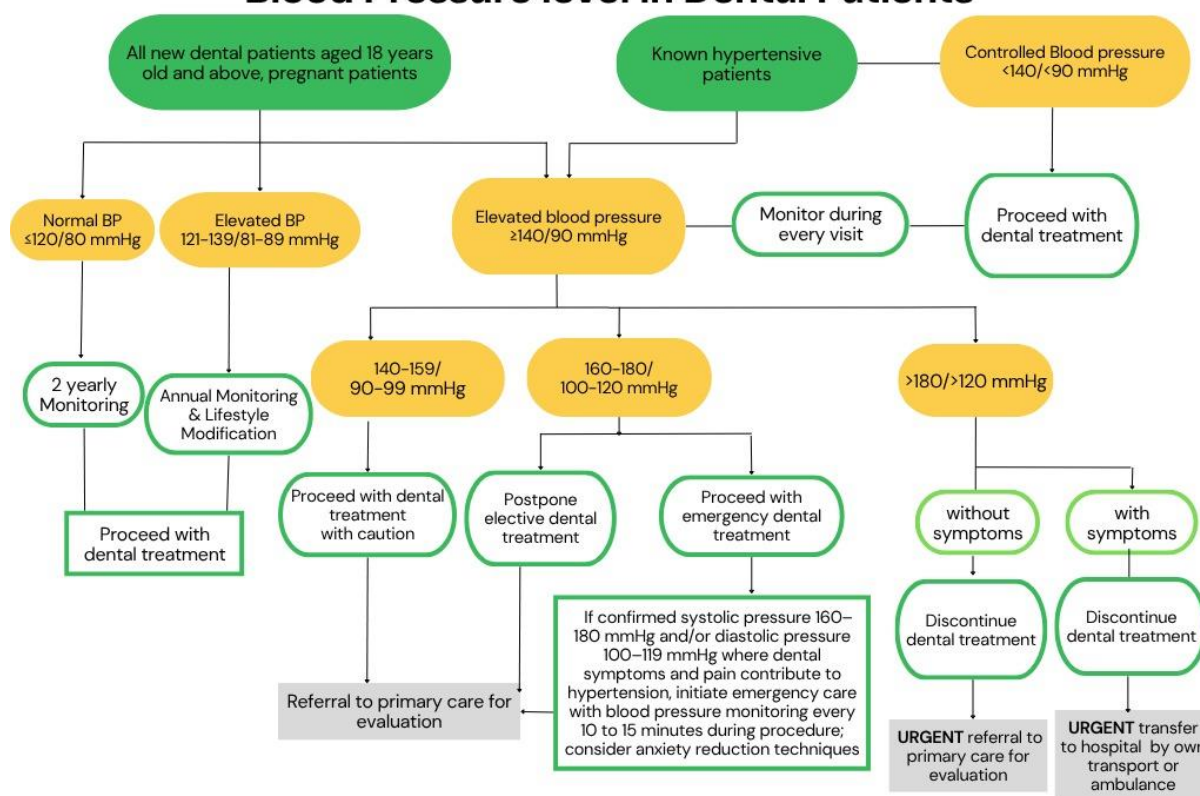 Blood Pressure level in Dental Patients
All new dental patients aged 18 years
old and above, pregnant patients
Known hypertensive
patients
Controlled Blood pressure
<140/<90 mmHg
Normal BP
≤120/80 mmHg
Elevated BP
121-139/81-89 mmHg
Elevated blood pressure
≥140/90 mmHg
Monitor during
every visit
Proceed with
dental treatment
2 yearly
Monitoring
Annual Monitoring
& Lifestyle
Modification
140-159/
90-99 mmHg
160-180/
100-120 mmHg
>180/>120 mmHg
Proceed with
dental treatment
Proceed with dental
treatment
with caution
Postpone
elective dental
treatment
Proceed with
emergency dental
treatment
without
symptoms
with
symptoms
Discontinue
dental treatment
Discontinue
dental treatment
If confirmed systolic pressure 160–
180 mmHg and/or diastolic pressure
100–119 mmHg where dental
symptoms and pain contribute to
hypertension, initiate emergency care
with blood pressure monitoring every
10 to 15 minutes during procedure;
consider anxiety reduction techniques
Referral to primary care for
evaluation
URGENT referral to
primary care for
evaluation
URGENT transfer
to hospital by own
transport or
ambulance